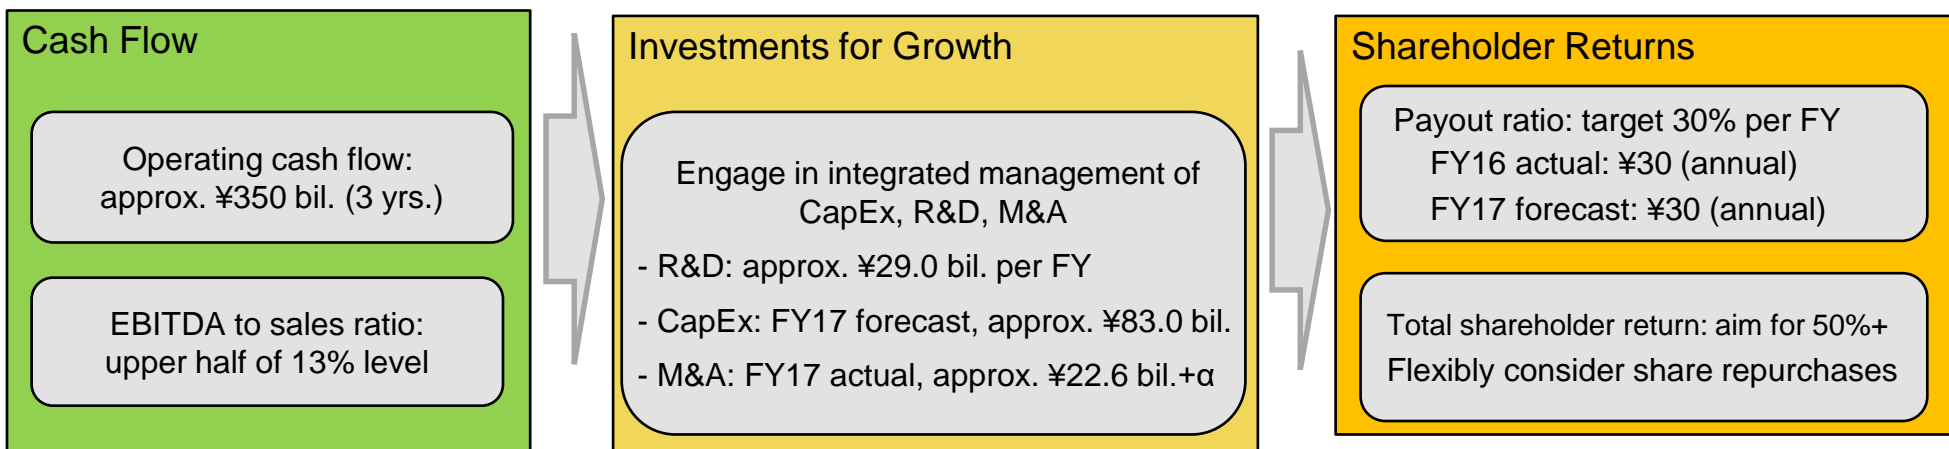 Cash Flow
Operating cash flow:
approx. ¥350 bil. (3 yrs.)
EBITDA to sales ratio:
upper half of 13% level
Investments for Growth
Engage in integrated management of
CapEx, R&D, M&A
- R&D: approx. ¥29.0 bil. per FY
- CapEx: FY17 forecast, approx. ¥83.0 bil.
- M&A: FY17 actual, approx. ¥22.6 bil.+α
Shareholder Returns
Payout ratio: target 30% per FY
FY16 actual: ¥30 (annual)
FY17 forecast: ¥30 (annual)
Total shareholder return: aim for 50%+
Flexibly consider share repurchases